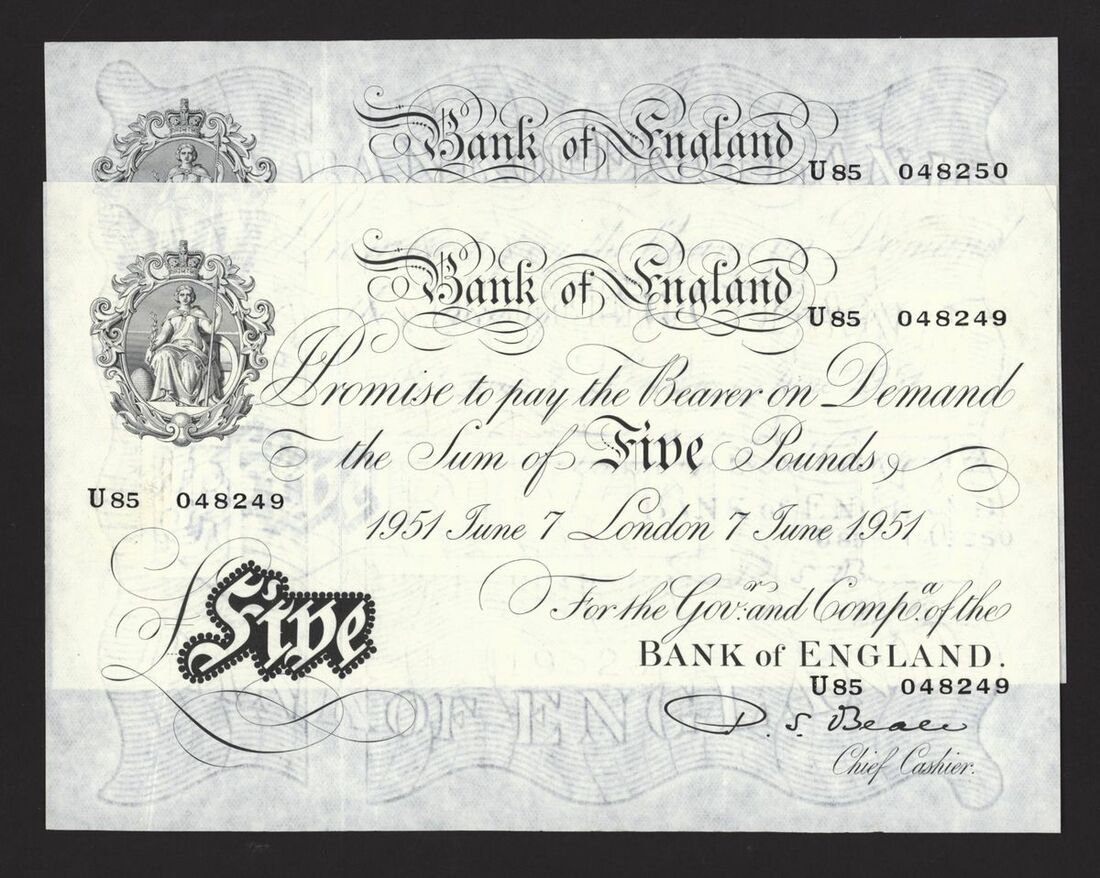 Bank of England
U85 048250
Bank of England
U85 048249
I Promise to pay the Bearer on Demand
the Sum of Five Pounds
U85 048249
1951 June 7 London 7 June 1951
£Five
For the Govr. and Compa. of the
BANK of ENGLAND.
U85 048249
D. S. Beale
Chief Cashier.
OF ENGLA